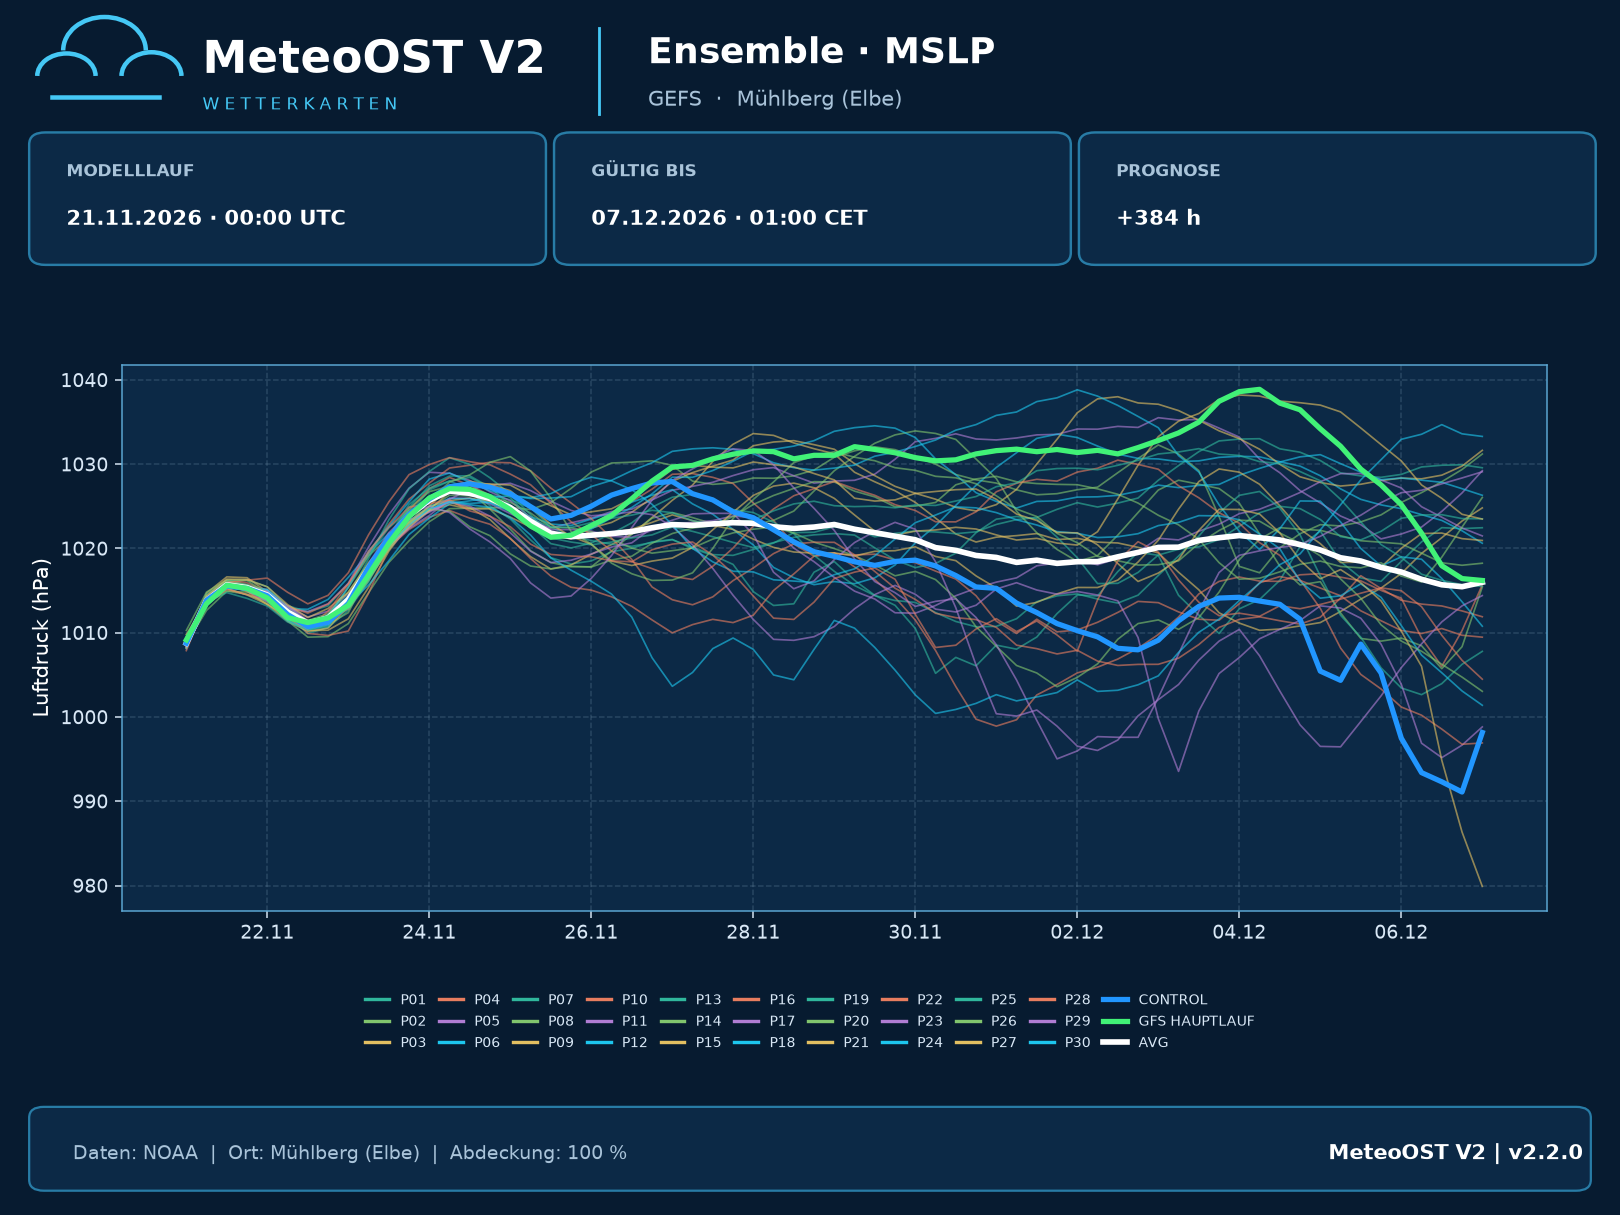 MeteoOST V2
WETTERKARTEN
Ensemble · MSLP
GEFS · Mühlberg (Elbe)
MODELLLAUF
21.11.2026 · 00:00 UTC
GÜLTIG BIS
07.12.2026 · 01:00 CET
PROGNOSE
+384 h
Luftdruck (hPa)
1040
1030
1020
1010
1000
990
980
22.11 24.11 26.11 28.11 30.11 02.12 04.12 06.12
P01 P04 P07 P10 P13 P16 P19 P22 P25 P28 CONTROL
P02 P05 P08 P11 P14 P17 P20 P23 P26 P29 GFS HAUPTLAUF
P03 P06 P09 P12 P15 P18 P21 P24 P27 P30 AVG
Daten: NOAA | Ort: Mühlberg (Elbe) | Abdeckung: 100 %
MeteoOST V2 | v2.2.0